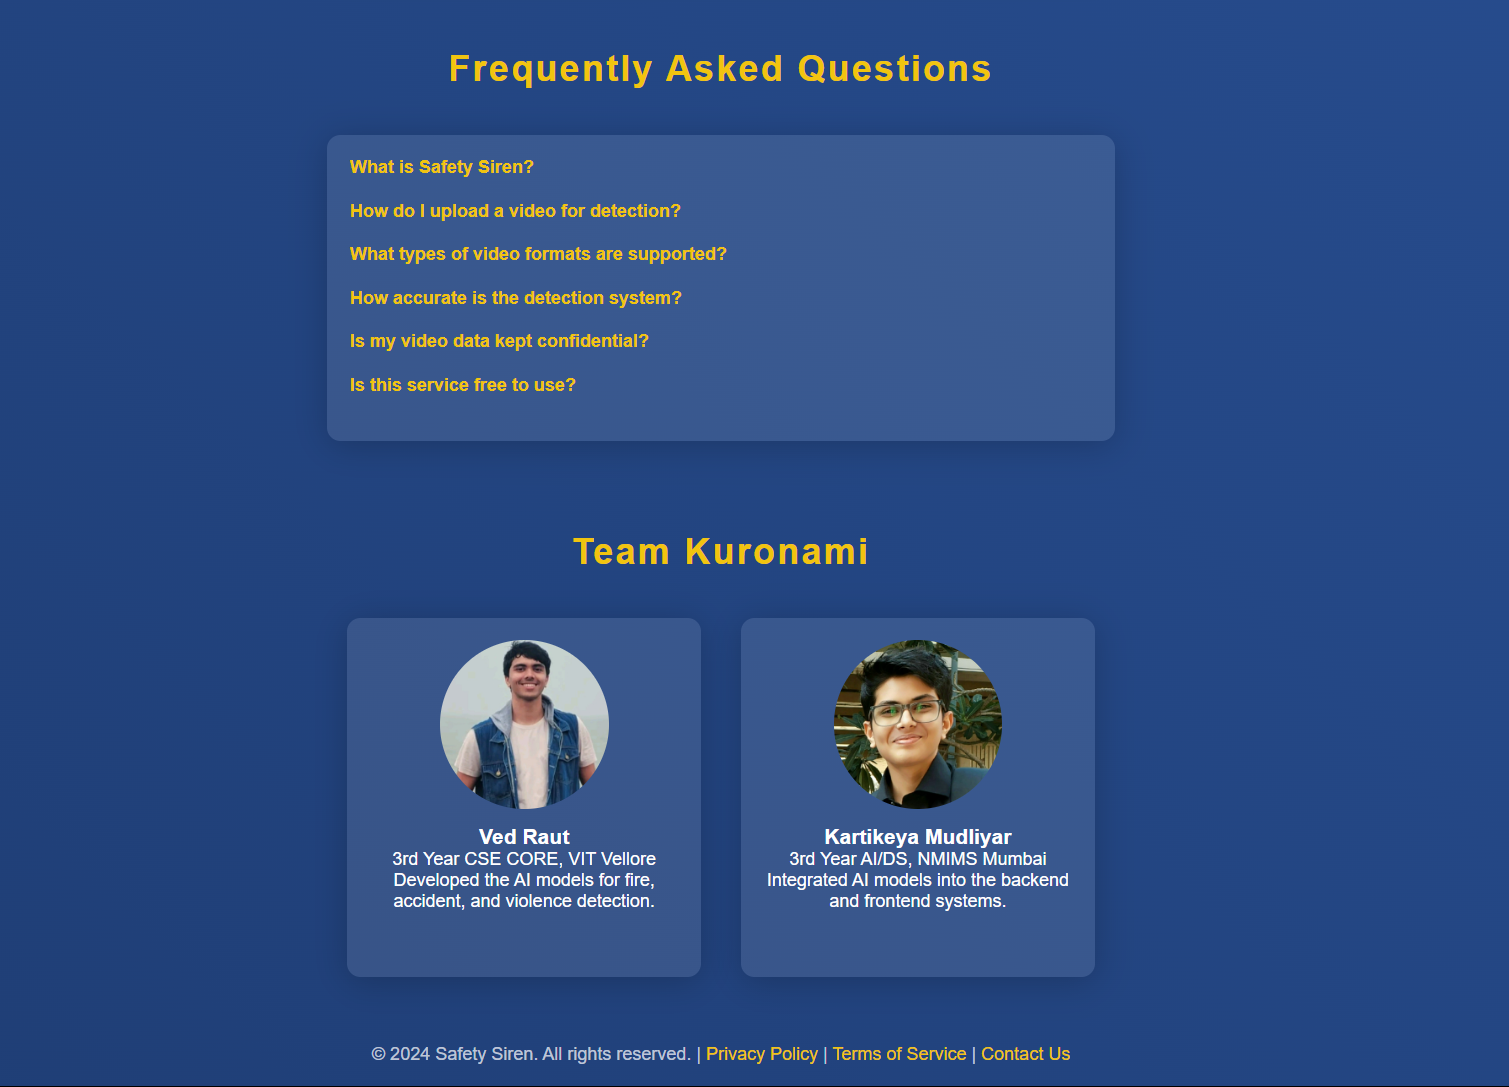 Frequently Asked Questions
What is Safety Siren?
How do I upload a video for detection?
What types of video formats are supported?
How accurate is the detection system?
Is my video data kept confidential?
Is this service free to use?
Team Kuronami
Ved Raut
3rd Year CSE CORE, VIT Vellore
Developed the AI models for fire,
accident, and violence detection.
Kartikeya Mudliyar
3rd Year AI/DS, NMIMS Mumbai
Integrated AI models into the backend
and frontend systems.
© 2024 Safety Siren. All rights reserved. | Privacy Policy | Terms of Service | Contact Us